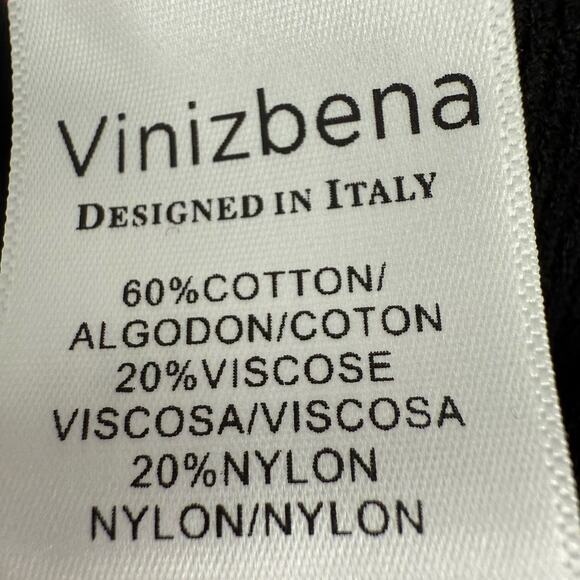 Vinizbena
DESIGNED IN ITALY
60%COTTON/
ALGODON/COTON
20%VISCOSE
VISCOSA/VISCOSA
20%NYLON
NYLON/NYLON